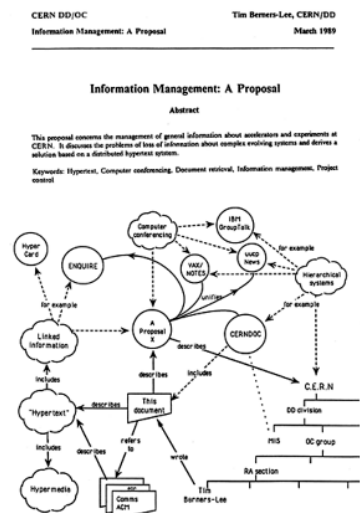 CERN DD/OC
Tim Berners-Lee, CERN/DD
Information Management: A Proposal
March 1989
Information Management: A Proposal
Abstract
This proposal concerns the management of general information about accelerators and experiments at
CERN. It discusses the problems of loss of information about complex evolving systems and derives a
solution based on a distributed hypertext system.
Keywords: Hypertext, Computer conferencing, Document retrieval, Information management, Project
control
Computer
conferencing
IBM
GroupTalk
Hyper
Card
ENQUIRE
VAX/
NOTES
uucp
News
for example
Hierarchical
systems
for example
unifies
for example
Linked
information
A
Proposal
X
CERNDOC
describes
C.E.R.N
includes
describes
includes
DD division
"Hypertext"
describes
This
document
MIS
OC group
includes
describes
refers
to
wrote
RA section
Hypermedia
Comms
ACM
Tim
Berners-Lee